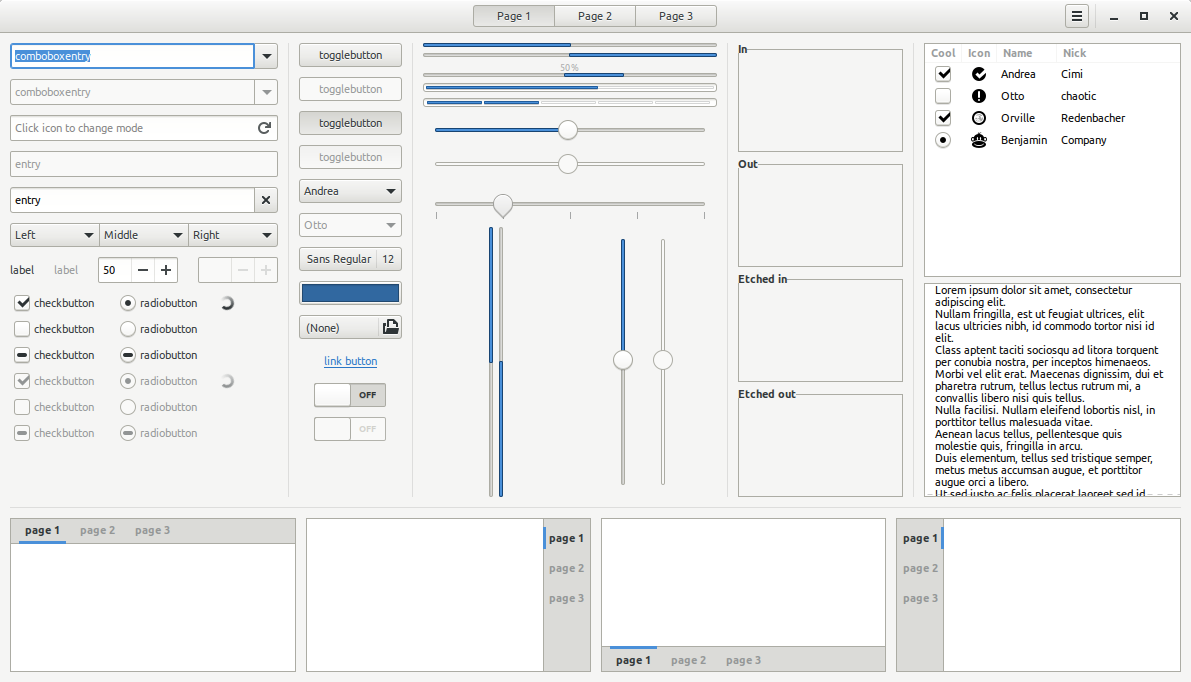 Page 1
Page 2
Page 3
comboboxentry
comboboxentry
Click icon to change mode
entry
entry
Left
Middle
Right
label
label
50
checkbutton
radiobutton
checkbutton
radiobutton
checkbutton
radiobutton
checkbutton
radiobutton
checkbutton
radiobutton
checkbutton
radiobutton
togglebutton
togglebutton
togglebutton
togglebutton
Andrea
Otto
Sans Regular 12
(None)
link button
OFF
OFF
50 %
In
Out
Etched in
Etched out
Cool Icon Name Nick
Andrea Cimi
Otto chaotic
Orville Redenbacher
Benjamin Company
Lorem ipsum dolor sit amet, consectetur
adipiscing elit.
Nullam fringilla, est ut feugiat ultrices, elit
lacus ultricies nibh, id commodo tortor nisi id
elit.
Class aptent taciti sociosqu ad litora torquent
per conubia nostra, per inceptos himenaeos.
Morbi vel elit erat. Maecenas dignissim, dui et
pharetra rutrum, tellus lectus rutrum mi, a
convallis libero nisi quis tellus.
Nulla facilisi. Nullam eleifend lobortis nisl, in
porttitor tellus malesuada vitae.
Aenean lacus tellus, pellentesque quis
molestie quis, fringilla in arcu.
Duis elementum, tellus sed tristique semper,
metus metus accumsan augue, et porttitor
augue orci a libero.
Ut sed justo ac felis placerat laoreet sed id
page 1
page 2
page 3
page 1
page 2
page 3
page 1
page 2
page 3
page 1
page 2
page 3